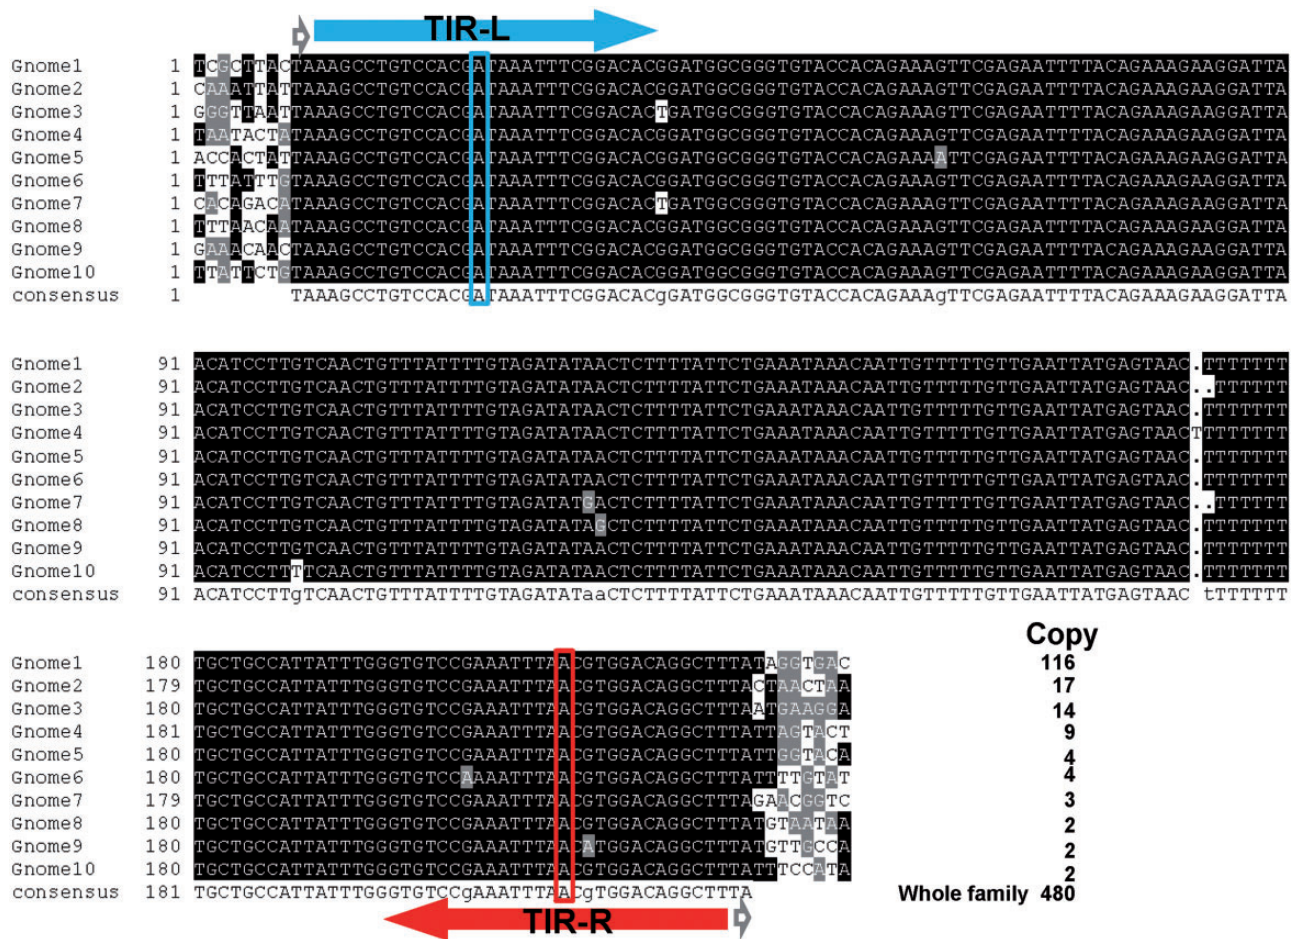 TIR-L
Gnome1 1 TCGCTTACTAAAGCCTGTCCACGATAAATTTCGGACACGGATGGCGGGTGTACCACAGAAAGTTCGAGAATTTTACAGAAAGAAGGATTA
Gnome2 1 CAAATTATTAAAGCCTGTCCACGATAAATTTCGGACACGGATGGCGGGTGTACCACAGAAAGTTCGAGAATTTTACAGAAAGAAGGATTA
Gnome3 1 GGGTTAATTAAAGCCTGTCCACGATAAATTTCGGACACTGATGGCGGGTGTACCACAGAAAGTTCGAGAATTTTACAGAAAGAAGGATTA
Gnome4 1 TAATACTATAAAGCCTGTCCACGATAAATTTCGGACACGGATGGCGGGTGTACCACAGAAAGTTCGAGAATTTTACAGAAAGAAGGATTA
Gnome5 1 ACCACTATTAAAGCCTGTCCACGATAAATTTCGGACACGGATGGCGGGTGTACCACAGAAAATTCGAGAATTTTACAGAAAGAAGGATTA
Gnome6 1 TTTATTTGTAAAGCCTGTCCACGATAAATTTCGGACACGGATGGCGGGTGTACCACAGAAAGTTCGAGAATTTTACAGAAAGAAGGATTA
Gnome7 1 CACAGACATAAAGCCTGTCCACGATAAATTTCGGACACTGATGGCGGGTGTACCACAGAAAGTTCGAGAATTTTACAGAAAGAAGGATTA
Gnome8 1 TTTAACAATAAAGCCTGTCCACGATAAATTTCGGACACGGATGGCGGGTGTACCACAGAAAGTTCGAGAATTTTACAGAAAGAAGGATTA
Gnome9 1 GAAACAACTAAAGCCTGTCCACGATAAATTTCGGACACGGATGGCGGGTGTACCACAGAAAGTTCGAGAATTTTACAGAAAGAAGGATTA
Gnome10 1 TTATTCTGTAAAGCCTGTCCACGATAAATTTCGGACACGGATGGCGGGTGTACCACAGAAAGTTCGAGAATTTTACAGAAAGAAGGATTA
consensus 1 TAAAGCCTGTCCACGATAAATTTCGGACACgGATGGCGGGTGTACCACAGAAAgTTCGAGAATTTTACAGAAAGAAGGATTA
Gnome1 91 ACATCCTTGTCAACTGTTTATTTTGTAGATATAACTCTTTTATTCTGAAATAAACAATTGTTTTTGTTGAATTATGAGTAAC.TTTTTTT
Gnome2 91 ACATCCTTGTCAACTGTTTATTTTGTAGATATAACTCTTTTATTCTGAAATAAACAATTGTTTTTGTTGAATTATGAGTAAC..TTTTTT
Gnome3 91 ACATCCTTGTCAACTGTTTATTTTGTAGATATAACTCTTTTATTCTGAAATAAACAATTGTTTTTGTTGAATTATGAGTAAC.TTTTTTT
Gnome4 91 ACATCCTTGTCAACTGTTTATTTTGTAGATATAACTCTTTTATTCTGAAATAAACAATTGTTTTTGTTGAATTATGAGTAACTTTTTTTT
Gnome5 91 ACATCCTTGTCAACTGTTTATTTTGTAGATATAACTCTTTTATTCTGAAATAAACAATTGTTTTTGTTGAATTATGAGTAAC.TTTTTTT
Gnome6 91 ACATCCTTGTCAACTGTTTATTTTGTAGATATAACTCTTTTATTCTGAAATAAACAATTGTTTTTGTTGAATTATGAGTAAC.TTTTTTT
Gnome7 91 ACATCCTTGTCAACTGTTTATTTTGTAGATATGACTCTTTTATTCTGAAATAAACAATTGTTTTTGTTGAATTATGAGTAAC..TTTTTT
Gnome8 91 ACATCCTTGTCAACTGTTTATTTTGTAGATATAGCTCTTTTATTCTGAAATAAACAATTGTTTTTGTTGAATTATGAGTAAC.TTTTTTT
Gnome9 91 ACATCCTTGTCAACTGTTTATTTTGTAGATATAACTCTTTTATTCTGAAATAAACAATTGTTTTTGTTGAATTATGAGTAAC.TTTTTTT
Gnome10 91 ACATCCTTTTCAACTGTTTATTTTGTAGATATAACTCTTTTATTCTGAAATAAACAATTGTTTTTGTTGAATTATGAGTAAC.TTTTTTT
consensus 91 ACATCCTTgTCAACTGTTTATTTTGTAGATATaaCTCTTTTATTCTGAAATAAACAATTGTTTTTGTTGAATTATGAGTAAC tTTTTTT
Copy
Gnome1 180 TGCTGCCATTATTTGGGTGTCCGAAATTTAACGTGGACAGGCTTTATAGGTGAC 116
Gnome2 179 TGCTGCCATTATTTGGGTGTCCGAAATTTAACGTGGACAGGCTTTACTAACTAA 17
Gnome3 180 TGCTGCCATTATTTGGGTGTCCGAAATTTAACGTGGACAGGCTTTAATGAAGGA 14
Gnome4 181 TGCTGCCATTATTTGGGTGTCCGAAATTTAACGTGGACAGGCTTTATTAGTACT 9
Gnome5 180 TGCTGCCATTATTTGGGTGTCCGAAATTTAACGTGGACAGGCTTTATTGGTACA 4
Gnome6 180 TGCTGCCATTATTTGGGTGTCCAAAATTTAACGTGGACAGGCTTTATTTTGTAT 4
Gnome7 179 TGCTGCCATTATTTGGGTGTCCGAAATTTAACGTGGACAGGCTTTAGAACGGTC 3
Gnome8 180 TGCTGCCATTATTTGGGTGTCCGAAATTTAACGTGGACAGGCTTTATGTAATAA 2
Gnome9 180 TGCTGCCATTATTTGGGTGTCCGAAATTTAACATGGACAGGCTTTATGTTGCCA 2
Gnome10 180 TGCTGCCATTATTTGGGTGTCCGAAATTTAACGTGGACAGGCTTTATTTCCATA 2
consensus 181 TGCTGCCATTATTTGGGTGTCCgAAATTTAACgTGGACAGGCTTTA Whole family 480
TIR-R